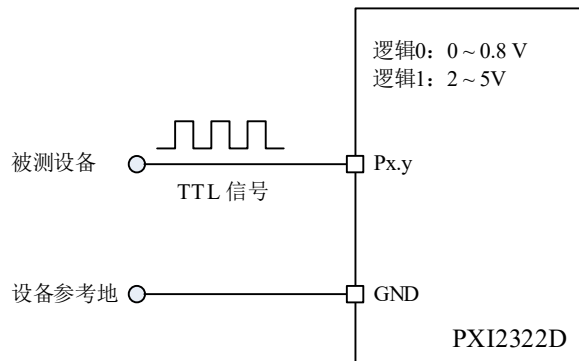 逻辑0：0 ~ 0.8 V
逻辑1：2 ~ 5V
被测设备
Px.y
TTL 信号
设备参考地
GND
PXI2322D